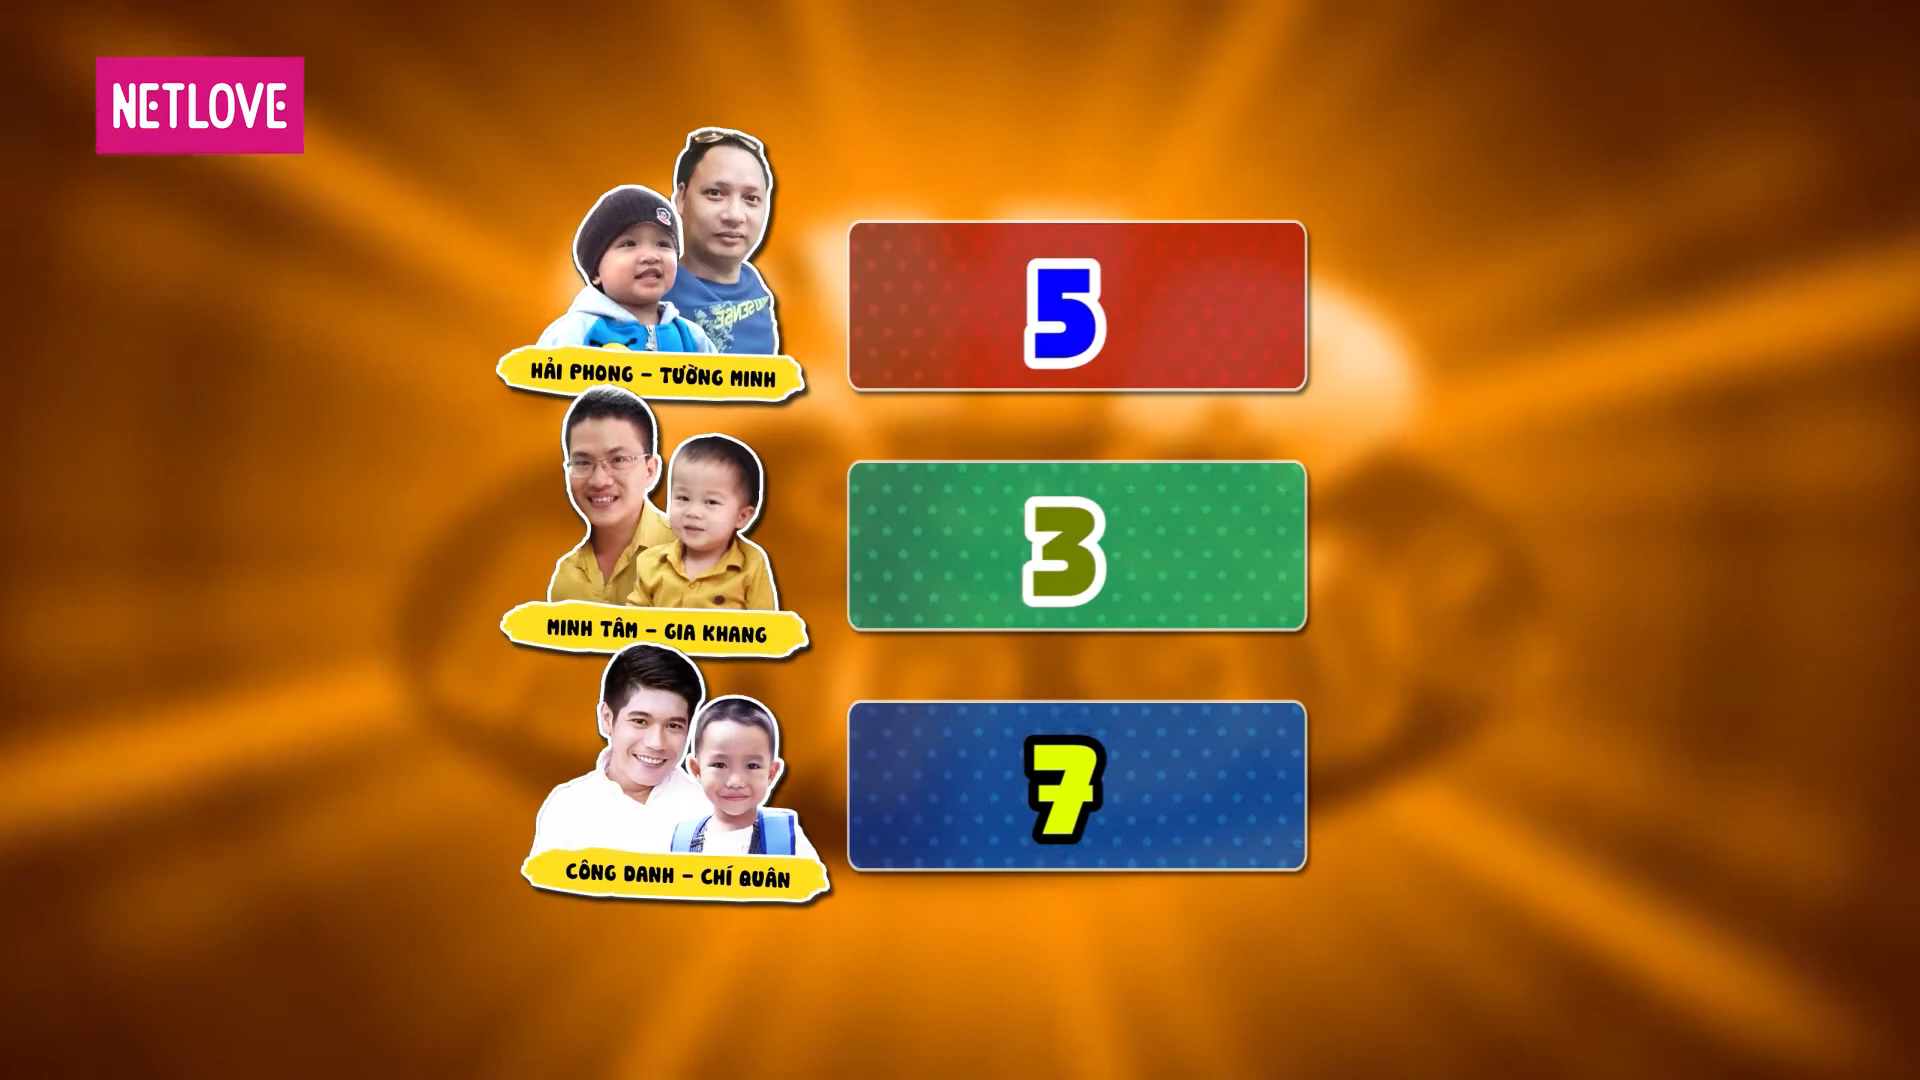 NETLOVE
HẢI PHONG - TƯỜNG MINH
5
MINH TÂM - GIA KHANG
3
CÔNG DANH - CHÍ QUÂN
7